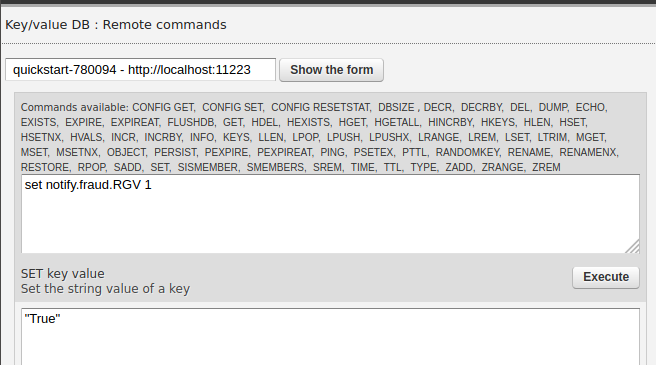 Key/value DB : Remote commands
quickstart-780094 - http://localhost:11223 Show the form
Commands available: CONFIG GET, CONFIG SET, CONFIG RESETSTAT, DBSIZE , DECR, DECRBY, DEL, DUMP, ECHO,
EXISTS, EXPIRE, EXPIREAT, FLUSHDB, GET, HDEL, HEXISTS, HGET, HGETALL, HINCRBY, HKEYS, HLEN, HSET,
HSETNX, HVALS, INCR, INCRBY, INFO, KEYS, LLEN, LPOP, LPUSH, LPUSHX, LRANGE, LREM, LSET, LTRIM, MGET,
MSET, MSETNX, OBJECT, PERSIST, PEXPIRE, PEXPIREAT, PING, PSETEX, PTTL, RANDOMKEY, RENAME, RENAMENX,
RESTORE, RPOP, SADD, SET, SISMEMBER, SMEMBERS, SREM, TIME, TTL, TYPE, ZADD, ZRANGE, ZREM
set notify.fraud.RGV 1
SET key value
Set the string value of a key
Execute
"True"